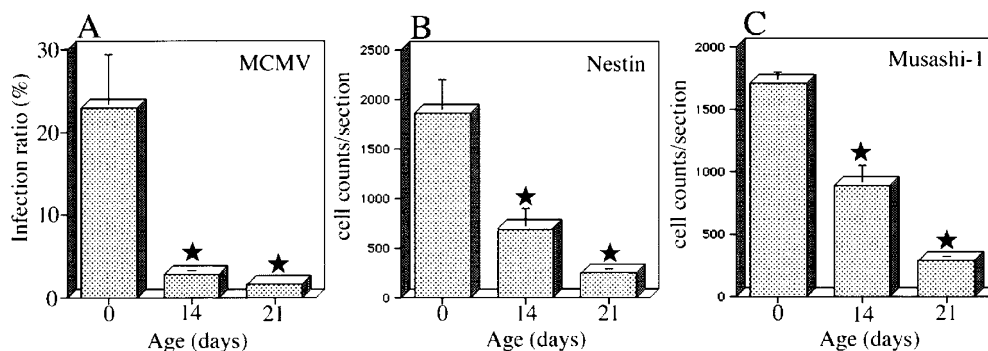 A
MCMV
Infection ratio (%)
30
20
10
0
0 14 21
Age (days)
B
Nestin
cell counts/section
2500
2000
1500
1000
500
0
0 14 21
Age (days)
C
Musashi-1
cell counts/section
2000
1500
1000
500
0
0 14 21
Age (days)